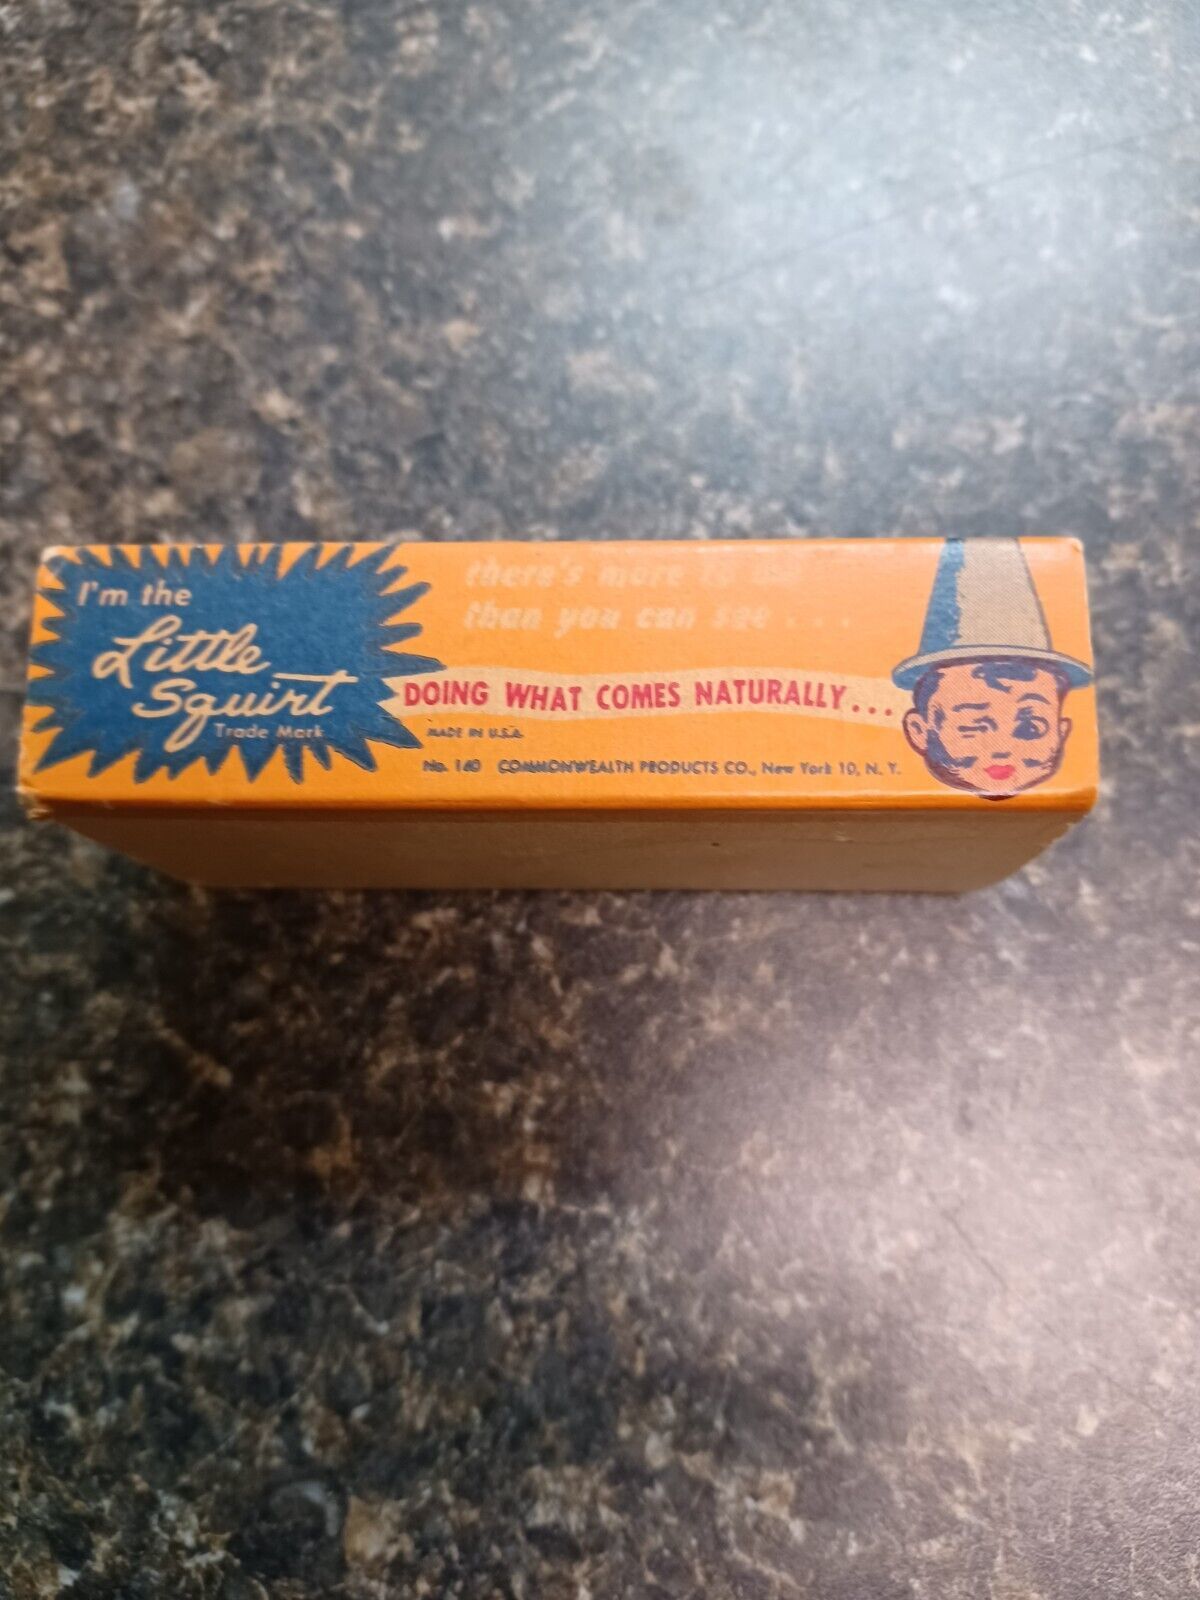 I'm the
Little
Squirt
Trade Mark
there's more to me
than you can see . . .
DOING WHAT COMES NATURALLY...
MADE IN U.S.A.
No. 160 COMMONWEALTH PRODUCTS CO., New York 10, N. Y.